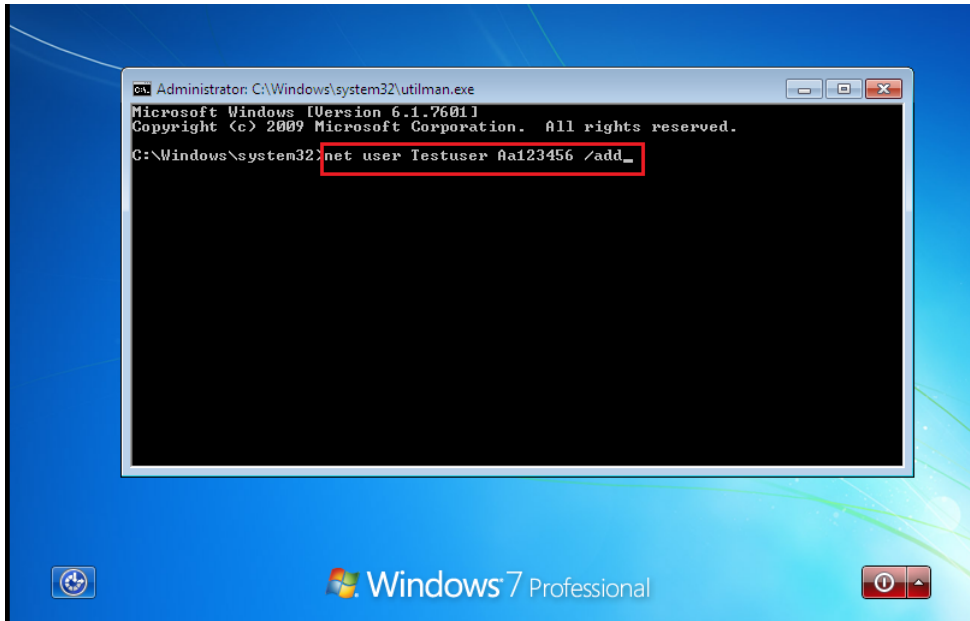 Administrator: C:\Windows\system32\utilman.exe
Microsoft Windows [Version 6.1.7601]
Copyright (c) 2009 Microsoft Corporation.  All rights reserved.
C:\Windows\system32>net user Testuser Aa123456 /add_
Windows 7 Professional